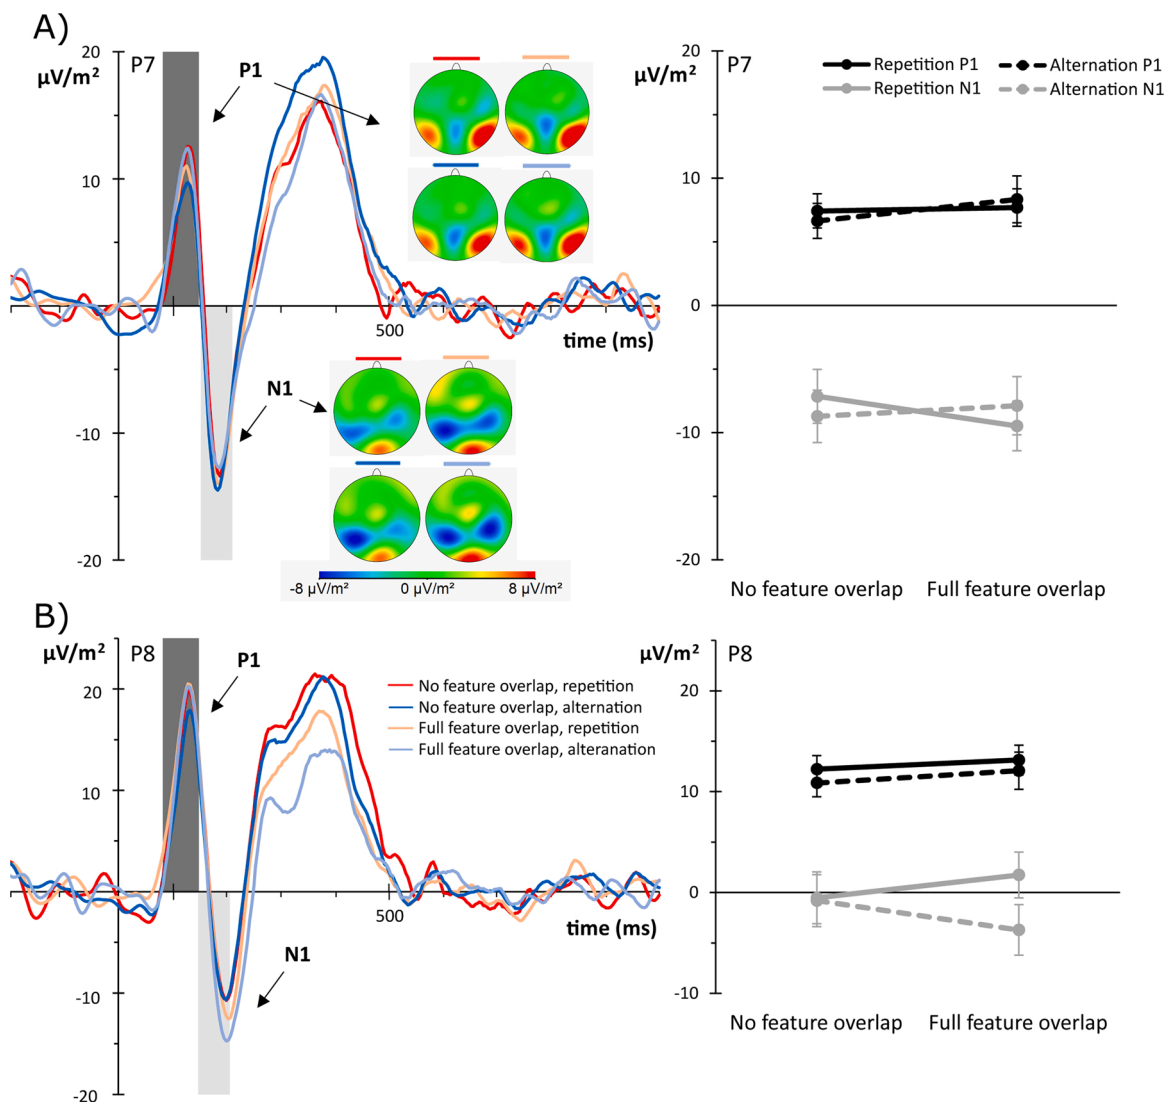 A)
20
µV/m²
P7
P1
10
500
time (ms)
N1
-10
-20
-8 µV/m²
0 µV/m²
8 µV/m²
20
µV/m²
P7
Repetition P1
Alternation P1
Repetition N1
Alternation N1
10
0
-10
-20
No feature overlap
Full feature overlap
B)
µV/m²
P8
P1
20
No feature overlap, repetition
No feature overlap, alternation
Full feature overlap, repetition
Full feature overlap, alteranation
10
500
time (ms)
N1
-10
-20
µV/m²
P8
20
10
0
-10
No feature overlap
Full feature overlap